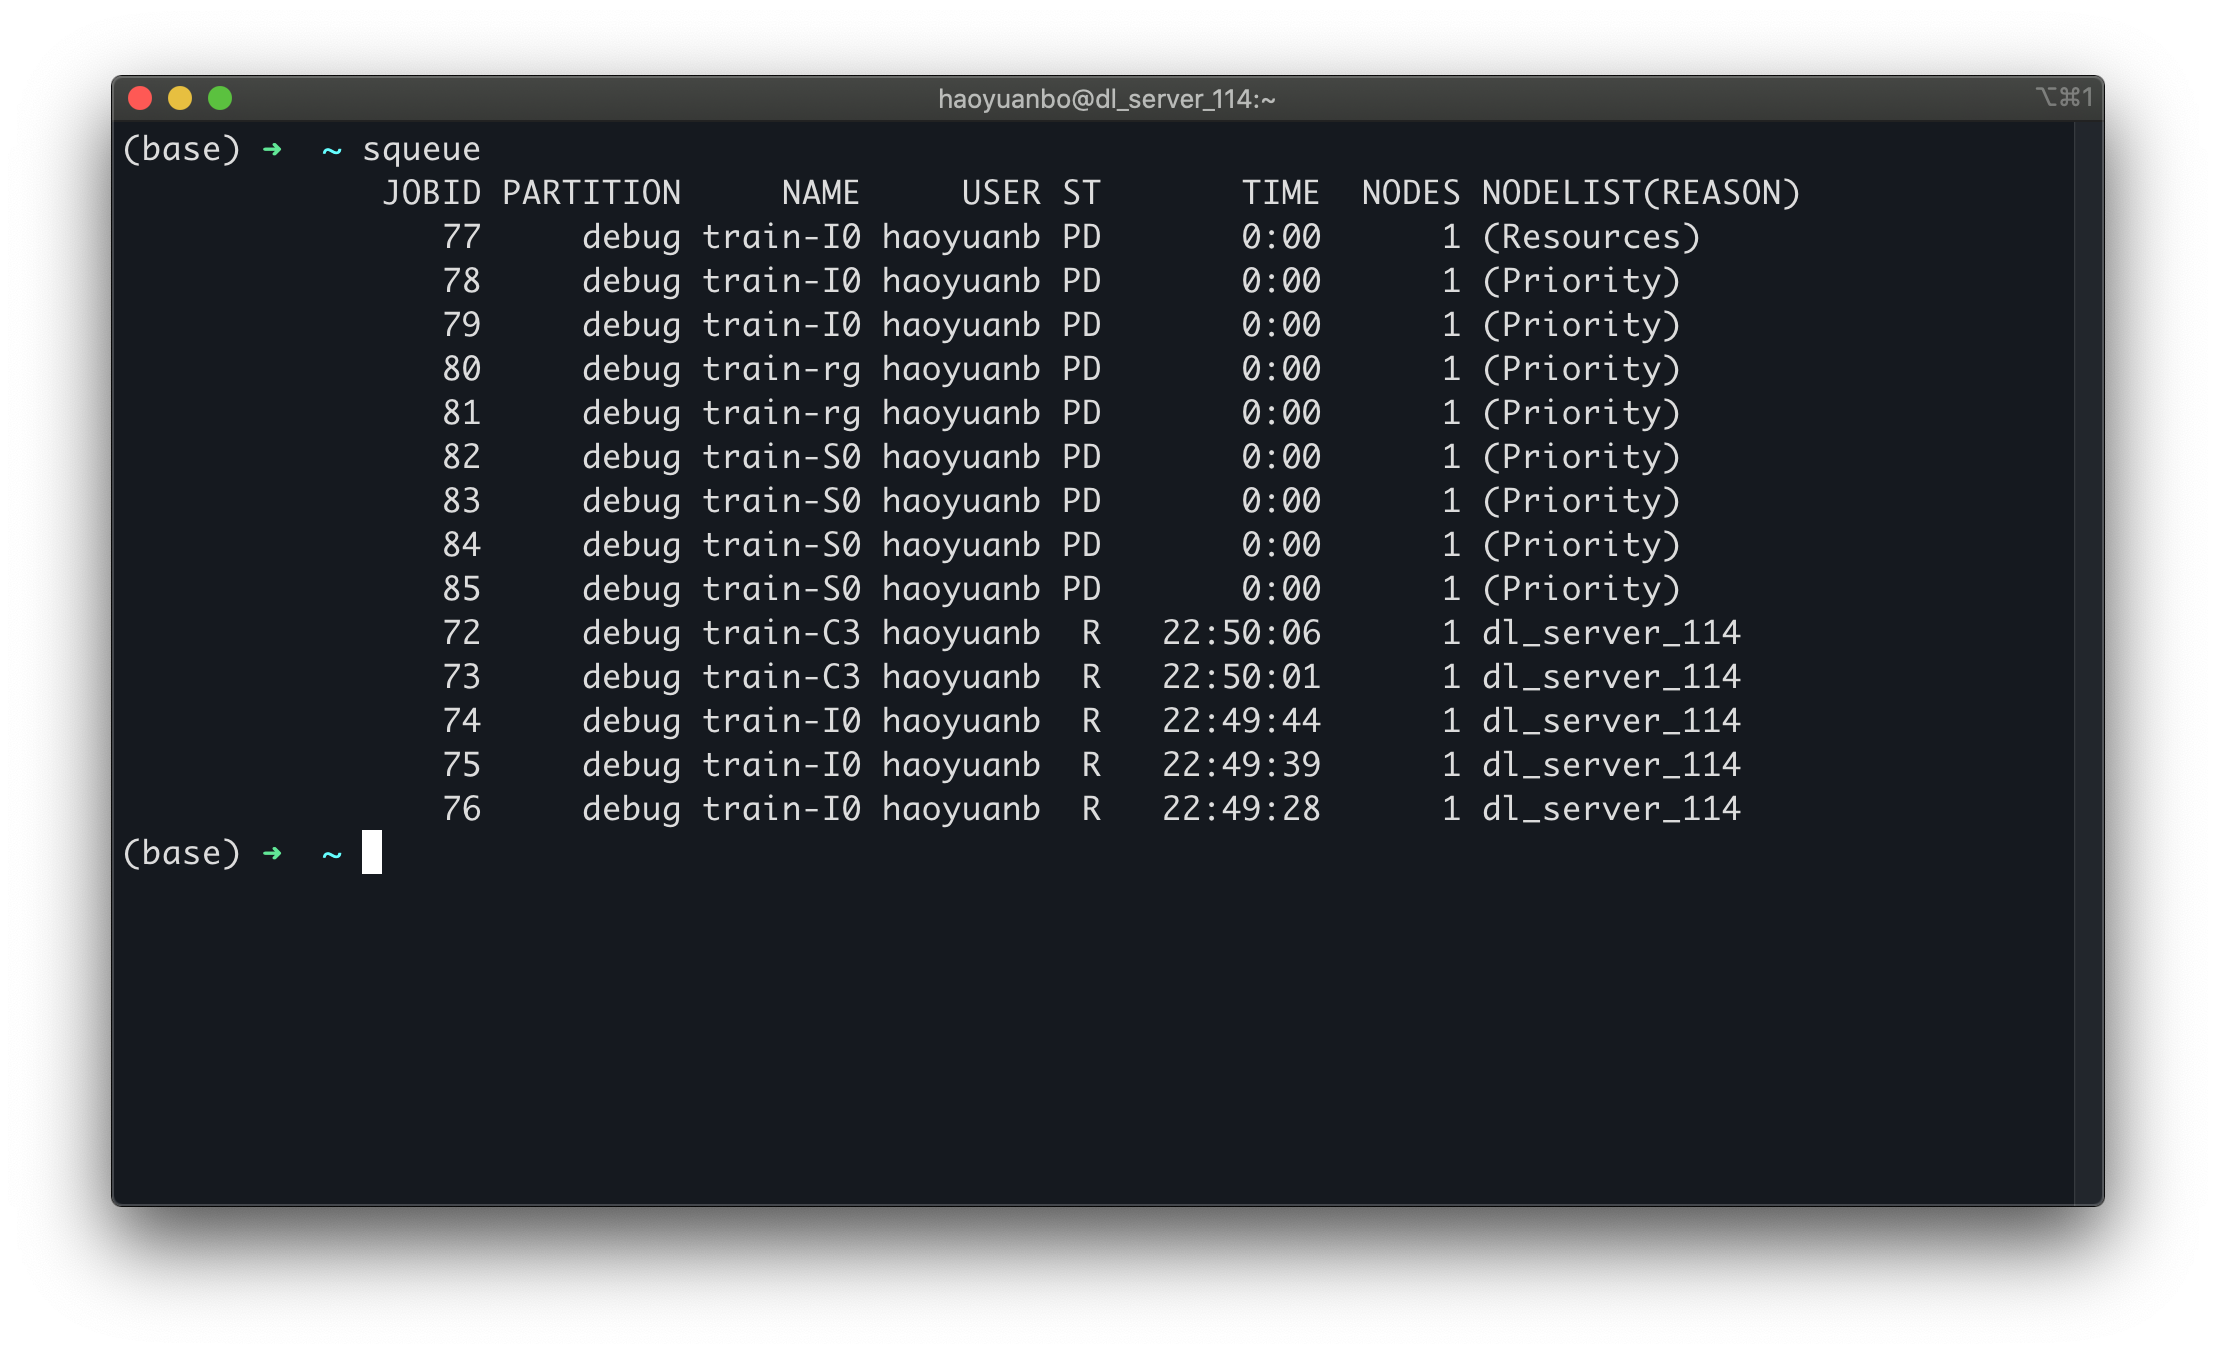 haoyuanbo@dl_server_114:~ ⌥⌘1
(base) ➜  ~ squeue
             JOBID PARTITION     NAME     USER ST       TIME  NODES NODELIST(REASON)
                77     debug train-I0 haoyuanb PD       0:00      1 (Resources)
                78     debug train-I0 haoyuanb PD       0:00      1 (Priority)
                79     debug train-I0 haoyuanb PD       0:00      1 (Priority)
                80     debug train-rg haoyuanb PD       0:00      1 (Priority)
                81     debug train-rg haoyuanb PD       0:00      1 (Priority)
                82     debug train-S0 haoyuanb PD       0:00      1 (Priority)
                83     debug train-S0 haoyuanb PD       0:00      1 (Priority)
                84     debug train-S0 haoyuanb PD       0:00      1 (Priority)
                85     debug train-S0 haoyuanb PD       0:00      1 (Priority)
                72     debug train-C3 haoyuanb  R   22:50:06      1 dl_server_114
                73     debug train-C3 haoyuanb  R   22:50:01      1 dl_server_114
                74     debug train-I0 haoyuanb  R   22:49:44      1 dl_server_114
                75     debug train-I0 haoyuanb  R   22:49:39      1 dl_server_114
                76     debug train-I0 haoyuanb  R   22:49:28      1 dl_server_114
(base) ➜  ~